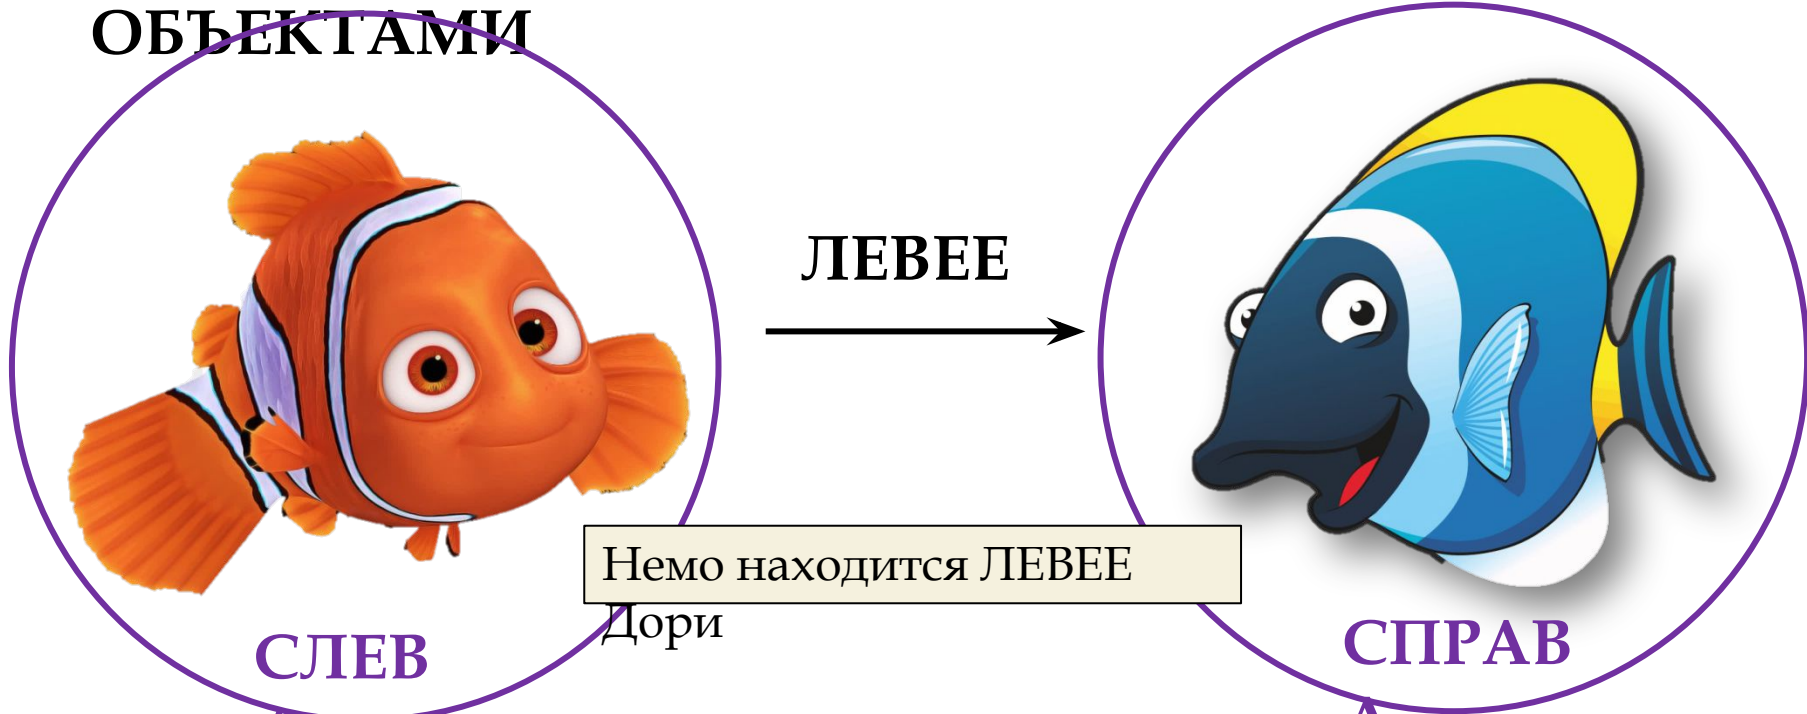 ОБЪЕКТАМИ
ЛЕВЕЕ
Немо находится ЛЕВЕЕ
Дори
СЛЕВ
СПРАВ
А